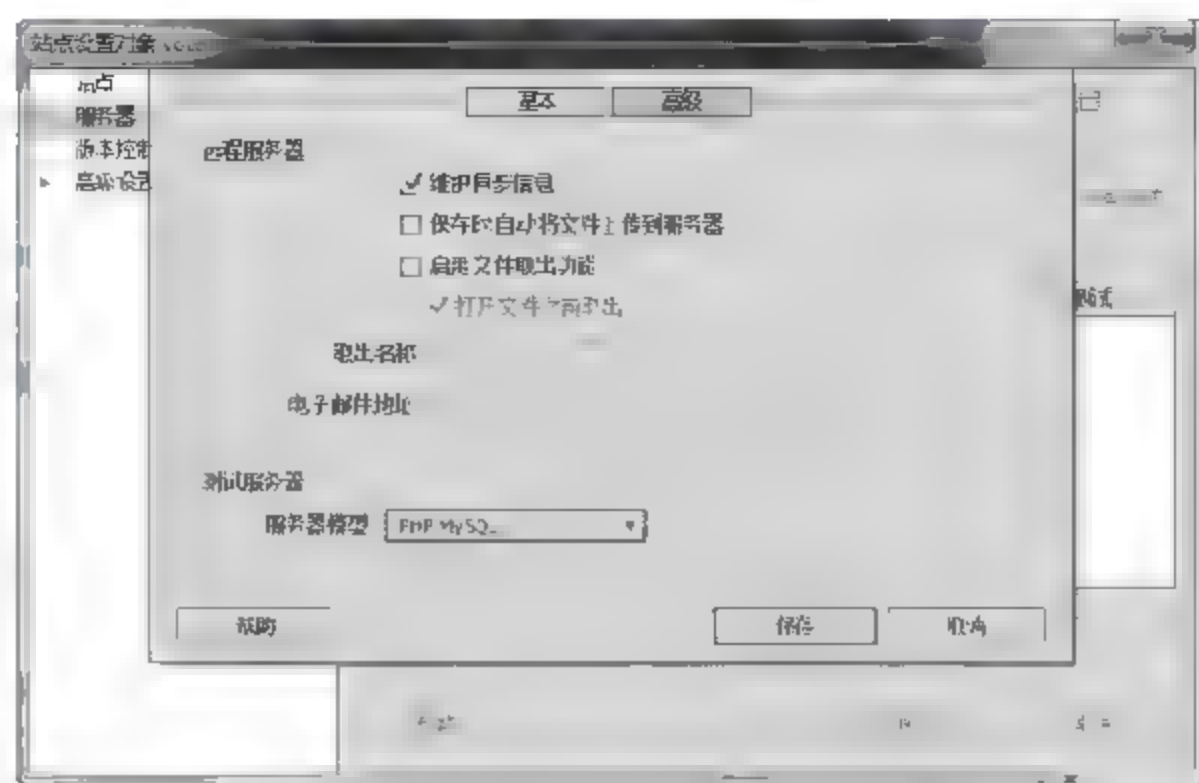 站点设置对象
站点
服务器
版本控制
高级设置
基本
高级
远程服务器
维护同步信息
保存时自动将文件上传到服务器
启用文件取出功能
打开文件之前取出
取出名称
电子邮件地址
测试
测试服务器
服务器模型
PHP MySQL
帮助
保存
取消